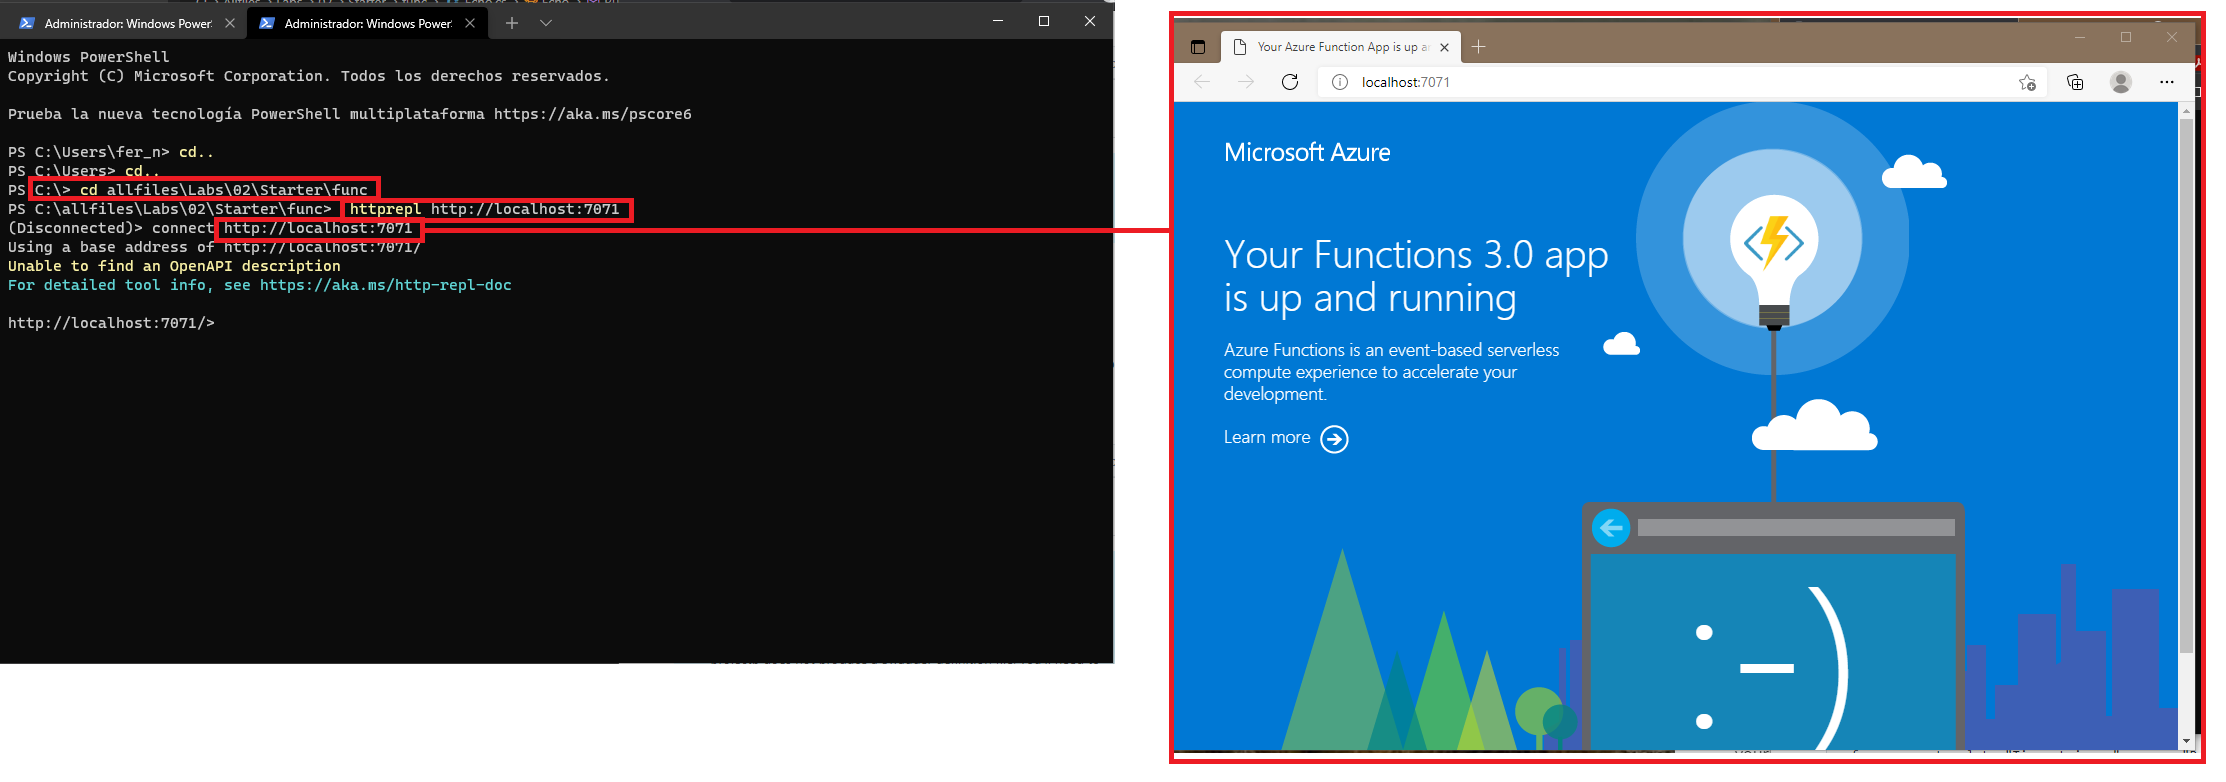 Administrador: Windows PowerS
Administrador: Windows PowerS
Windows PowerShell
Copyright (C) Microsoft Corporation. Todos los derechos reservados.
Prueba la nueva tecnología PowerShell multiplataforma https://aka.ms/pscore6
PS C:\Users\fer_n> cd..
PS C:\Users> cd..
PS C:\> cd allfiles\Labs\02\Starter\func
PS C:\allfiles\Labs\02\Starter\func> httprepl http://localhost:7071
(Disconnected)> connect http://localhost:7071
Using a base address of http://localhost:7071/
Unable to find an OpenAPI description
For detailed tool info, see https://aka.ms/http-repl-doc
http://localhost:7071/>
Your Azure Function App is up a
localhost:7071
Microsoft Azure
Your Functions 3.0 app
is up and running
Azure Functions is an event-based serverless
compute experience to accelerate your
development.
Learn more
:-)